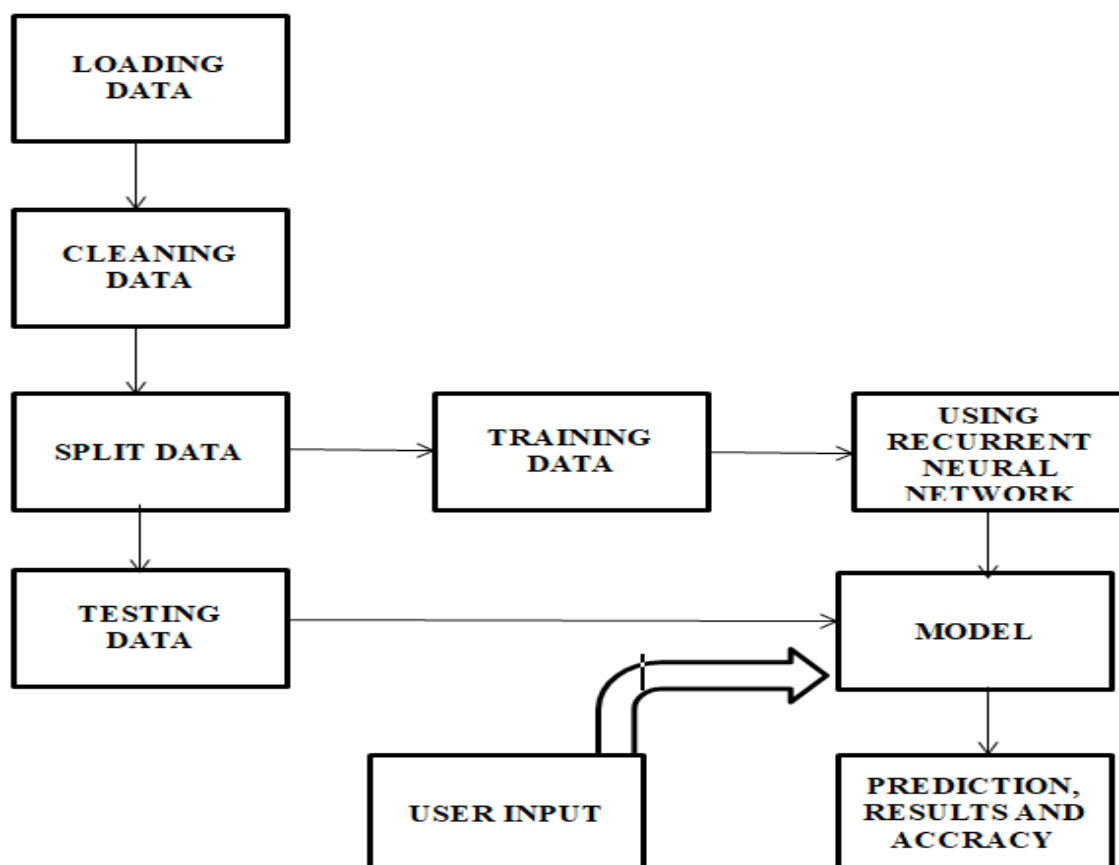 LOADING
DATA
CLEANING
DATA
SPLIT DATA
TRAINING
DATA
USING
RECURRENT
NEURAL
NETWORK
TESTING
DATA
MODEL
USER INPUT
PREDICTION,
RESULTS AND
ACCRACY